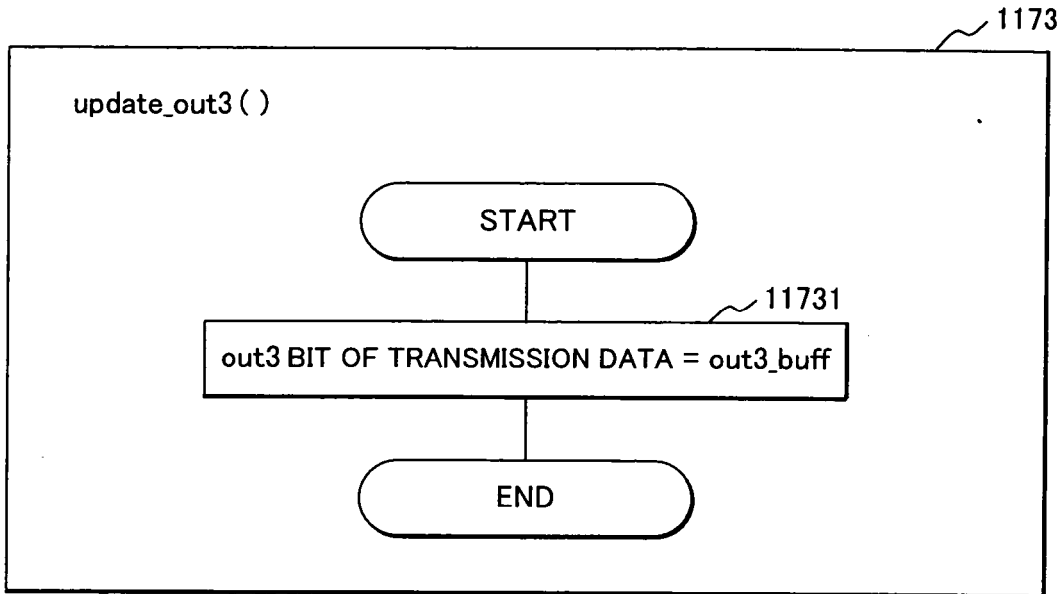 1173
update_out3 ( )
START
11731
out3 BIT OF TRANSMISSION DATA = out3_buff
END